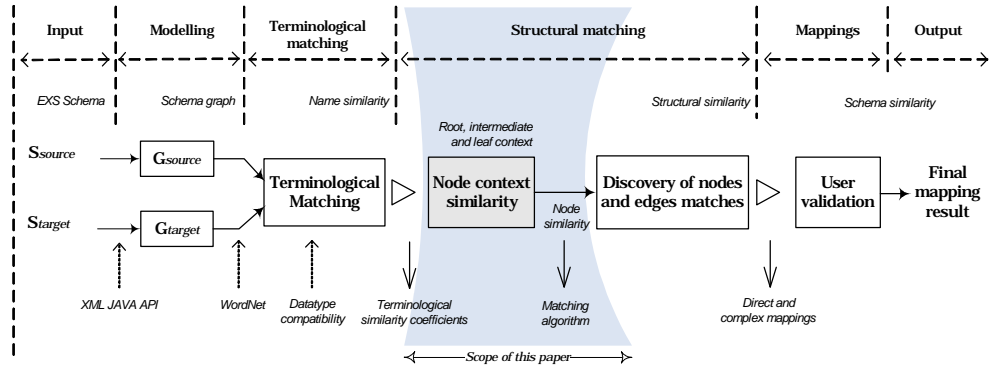 Input
Modelling
Terminological
matching
Structural matching
Mappings
Output
EXS Schema
Schema graph
Name similarity
Structural similarity
Schema similarity
Root, intermediate
and leaf context
Ssource
Gsource
Starget
Gtarget
Terminological
Matching
Node context
similarity
Node
similarity
Discovery of nodes
and edges matches
User
validation
Final
mapping
result
XML JAVA API
WordNet
Datatype
compatibility
Terminological
similarity coefficients
Matching
algorithm
Direct and
complex mappings
Scope of this paper